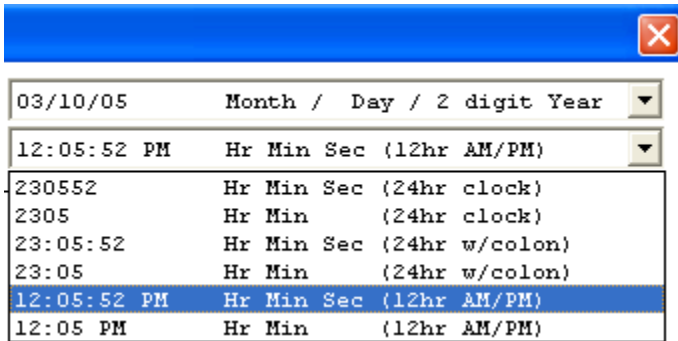 03/10/05 Month / Day / 2 digit Year
12:05:52 PM Hr Min Sec (12hr AM/PM)
230552 Hr Min Sec (24hr clock)
2305 Hr Min (24hr clock)
23:05:52 Hr Min Sec (24hr w/colon)
23:05 Hr Min (24hr w/colon)
12:05:52 PM Hr Min Sec (12hr AM/PM)
12:05 PM Hr Min (12hr AM/PM)